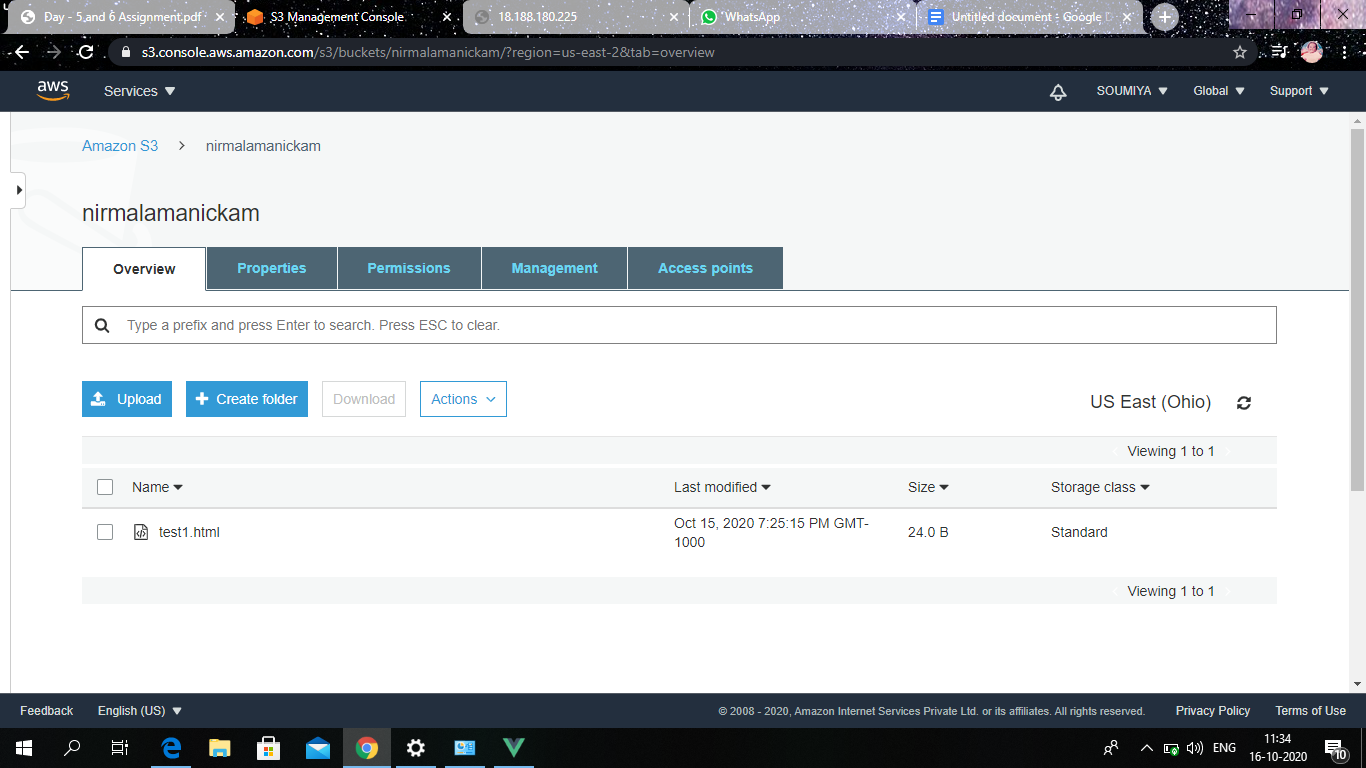 Day - 5,and 6 Assignment.pdf
S3 Management Console
18.188.180.225
WhatsApp
Untitled document - Google D
s3.console.aws.amazon.com/s3/buckets/nirmalamanickam/?region=us-east-2&tab=overview
aws Services SOUMIYA Global Support
Amazon S3 > nirmalamanickam
nirmalamanickam
Overview Properties Permissions Management Access points
Type a prefix and press Enter to search. Press ESC to clear.
Upload + Create folder Download Actions US East (Ohio)
Viewing 1 to 1
Name Last modified Size Storage class
test1.html Oct 15, 2020 7:25:15 PM GMT-
1000 24.0 B Standard
Viewing 1 to 1
Feedback English (US) © 2008 - 2020, Amazon Internet Services Private Ltd. or its affiliates. All rights reserved. Privacy Policy Terms of Use
ENG 11:34
16-10-2020 10